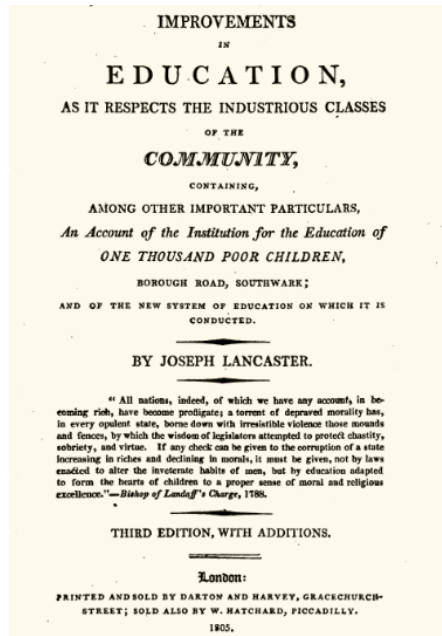 IMPROVEMENTS
IN
EDUCATION,
AS IT RESPECTS THE INDUSTRIOUS CLASSES
OF THE
COMMUNITY,
CONTAINING,
AMONG OTHER IMPORTANT PARTICULARS,
An Account of the Institution for the Education of
ONE THOUSAND POOR CHILDREN,
BOROUGH ROAD, SOUTHWARK;
AND OF THE NEW SYSTEM OF EDUCATION ON WHICH IT IS
CONDUCTED.
BY JOSEPH LANCASTER.
“ All nations, indeed, of which we have any account, in be-
coming rich, have become profligate; a torrent of depraved morality has,
in every opulent state, borne down with irresistible violence those mounds
and fences, by which the wisdom of legislators attempted to protect chastity,
sobriety, and virtue. If any check can be given to the corruption of a state
increasing in riches and declining in morals, it must be given, not by laws
enacted to alter the inveterate habits of men, but by education adapted
to form the hearts of children to a proper sense of moral and religious
excellence.”—Bishop of Landaff's Charge, 1788.
THIRD EDITION, WITH ADDITIONS.
London:
PRINTED AND SOLD BY DARTON AND HARVEY, GRACECHURCH-
STREET; SOLD ALSO BY W. HATCHARD, PICCADILLY.
1805.